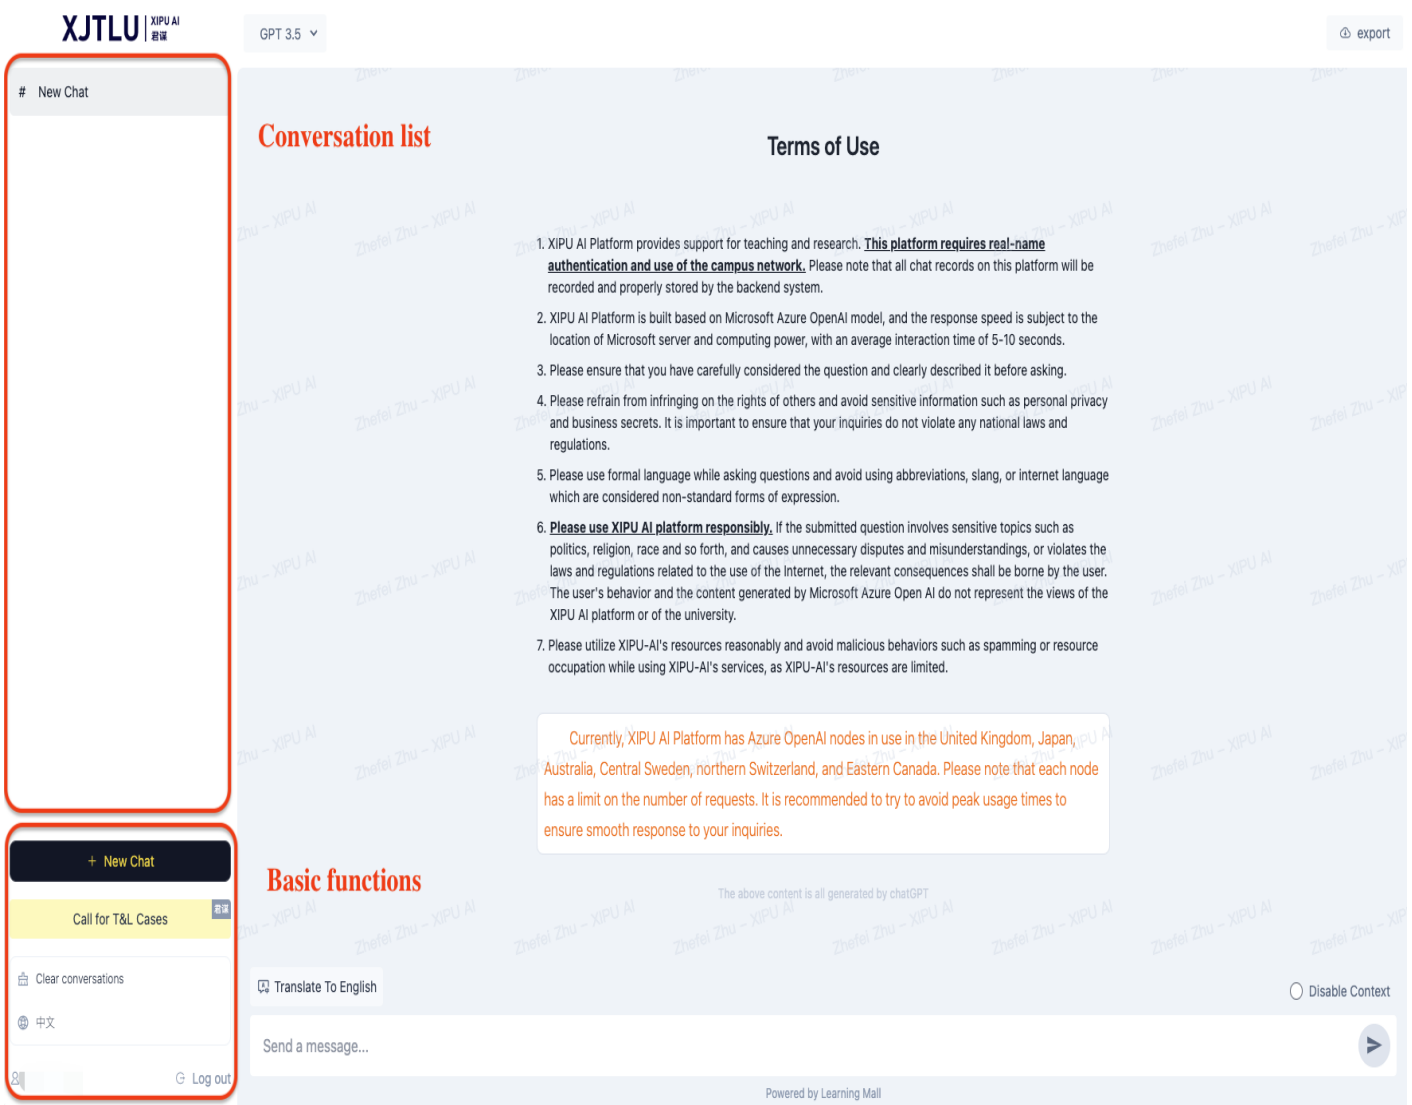 XJTLU XIPU AI
君谋
GPT 3.5
export
# New Chat
Conversation list
Terms of Use
1. XIPU AI Platform provides support for teaching and research. This platform requires real-name
authentication and use of the campus network. Please note that all chat records on this platform will be
recorded and properly stored by the backend system.
2. XIPU AI Platform is built based on Microsoft Azure OpenAI model, and the response speed is subject to the
location of Microsoft server and computing power, with an average interaction time of 5-10 seconds.
3. Please ensure that you have carefully considered the question and clearly described it before asking.
4. Please refrain from infringing on the rights of others and avoid sensitive information such as personal privacy
and business secrets. It is important to ensure that your inquiries do not violate any national laws and
regulations.
5. Please use formal language while asking questions and avoid using abbreviations, slang, or internet language
which are considered non-standard forms of expression.
6. Please use XIPU AI platform responsibly. If the submitted question involves sensitive topics such as
politics, religion, race and so forth, and causes unnecessary disputes and misunderstandings, or violates the
laws and regulations related to the use of the Internet, the relevant consequences shall be borne by the user.
The user's behavior and the content generated by Microsoft Azure Open AI do not represent the views of the
XIPU AI platform or of the university.
7. Please utilize XIPU-AI's resources reasonably and avoid malicious behaviors such as spamming or resource
occupation while using XIPU-AI's services, as XIPU-AI's resources are limited.
Currently, XIPU AI Platform has Azure OpenAI nodes in use in the United Kingdom, Japan,
Australia, Central Sweden, northern Switzerland, and Eastern Canada. Please note that each node
has a limit on the number of requests. It is recommended to try to avoid peak usage times to
ensure smooth response to your inquiries.
+ New Chat
Basic functions
The above content is all generated by chatGPT
Call for T&L Cases
君谋
Zhefei Zhu – XIPU AI
Clear conversations
Translate To English
Disable Context
中文
Send a message...
Log out
Powered by Learning Mall